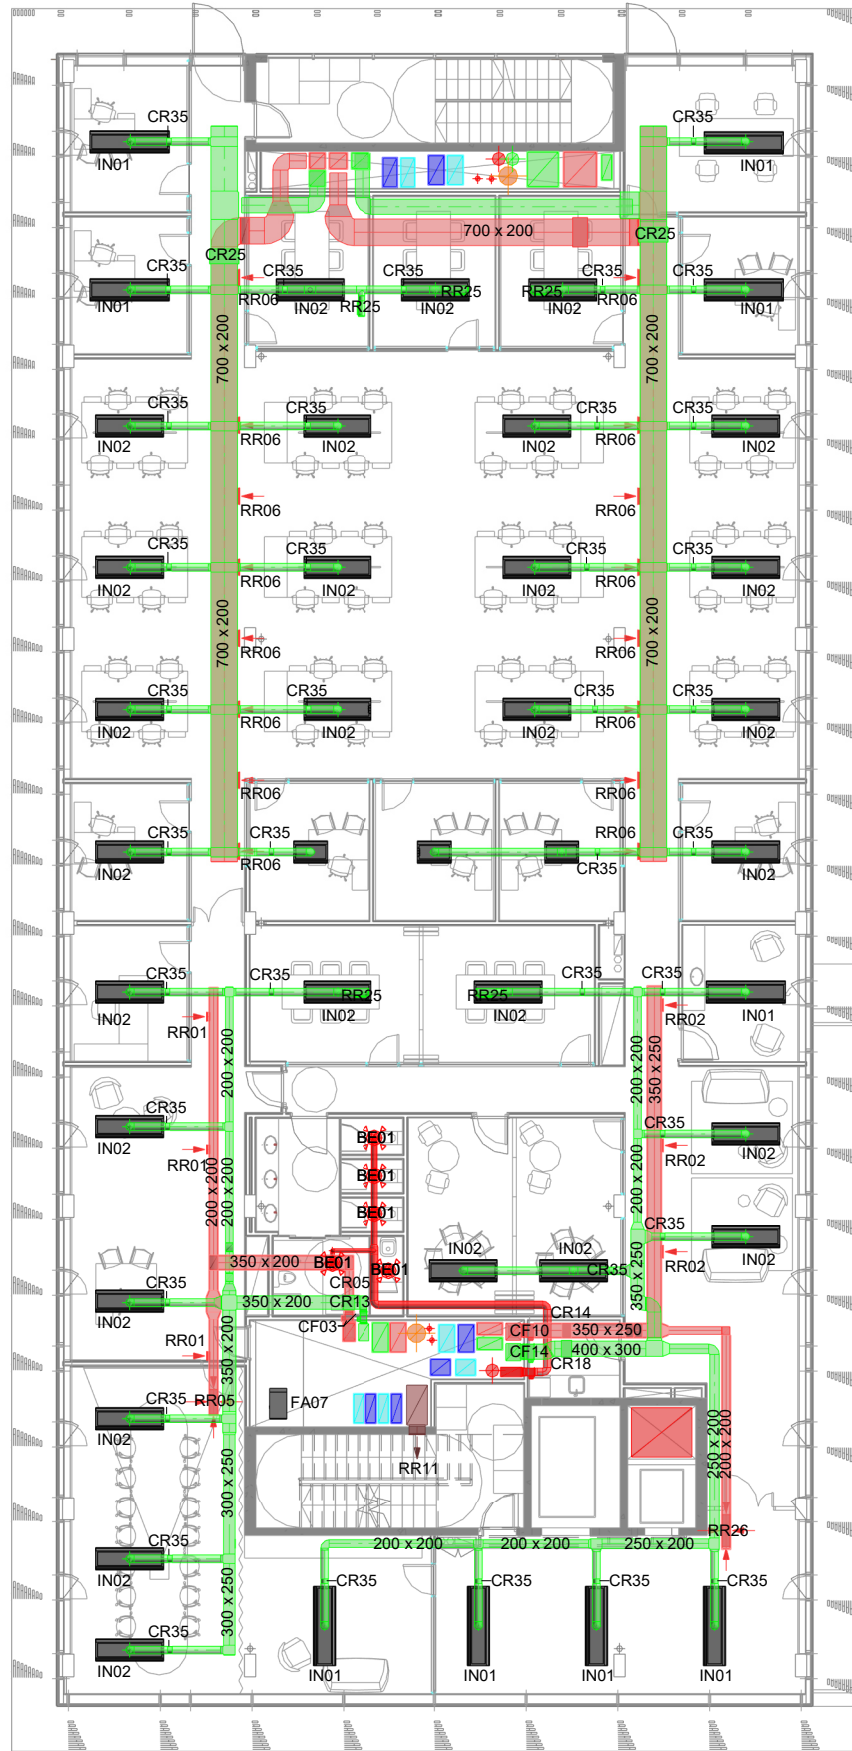 CR35
CR35
IN01
IN01
CR25
700 x 200
CR25
CR35
CR35
CR35
CR35
RR06
RR25
RR25
RR06
IN01
IN02
RR25
IN02
IN02
IN01
700 x 200
700 x 200
CR35
CR35
CR35
CR35
IN02
RR06
IN02
IN02
RR06
IN02
RR06
RR06
CR35
CR35
CR35
IN02
RR06
IN02
IN02
RR06
IN02
700 x 200
700 x 200
RR06
RR06
CR35
CR35
CR35
CR35
IN02
RR06
IN02
IN02
RR06
IN02
RR06
RR06
CR35
CR35
RR06
CR35
IN02
RR06
CR35
IN02
CR35
CR35
CR35
CR35
IN02
RR25
IN02
RR25
IN02
IN01
RR01
RR02
200 x 200
200 x 200
350 x 250
CR35
CR35
IN02
BE01
IN02
RR01
RR02
200 x 200
200 x 200
BE01
200 x 200
BE01
CR35
IN02
RR02
350 x 200
BE01
BE01
IN02
IN02
CR35
350 x 250
CR35
350 x 200
CR05
CR13
CR14
IN02
CF03
CF10
350 x 250
RR01
350 x 200
CF14
400 x 300
CR18
CR35
RR05
FA07
IN02
RR11
300 x 250
250 x 200
200 x 200
RR26
CR35
200 x 200
200 x 200
250 x 200
IN02
CR35
CR35
CR35
CR35
300 x 250
CR35
IN02
IN01
IN01
IN01
IN01